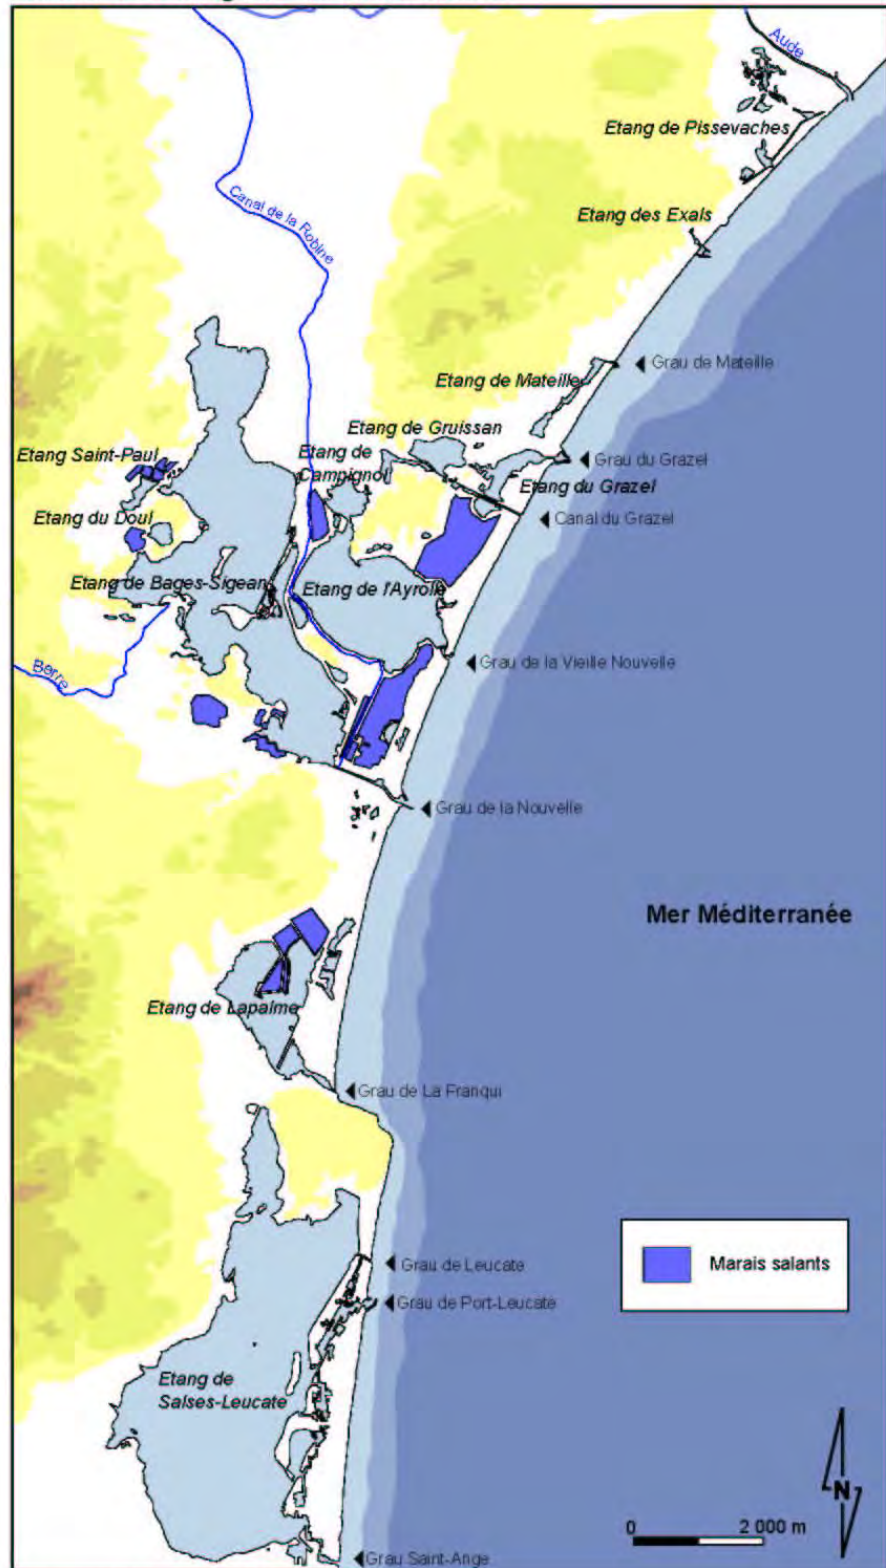 Aude
Etang de Pissevaches
Canal de la Robine
Etang des Exals
Grau de Mateille
Etang de Mateille
Etang de Gruissan
Etang Saint-Paul
Etang de
Campignol
Grau du Grazel
Etang du Grazel
Etang du Doul
Canal du Grazel
Etang de Bages-Sigean
Etang de l'Ayrolle
Berre
Grau de la Vieille Nouvelle
Grau de la Nouvelle
Mer Méditerranée
Etang de Lapalme
Grau de La Franqui
Grau de Leucate
Marais salants
Grau de Port-Leucate
Etang de
Salses-Leucate
N
0 2 000 m
Grau Saint-Ange